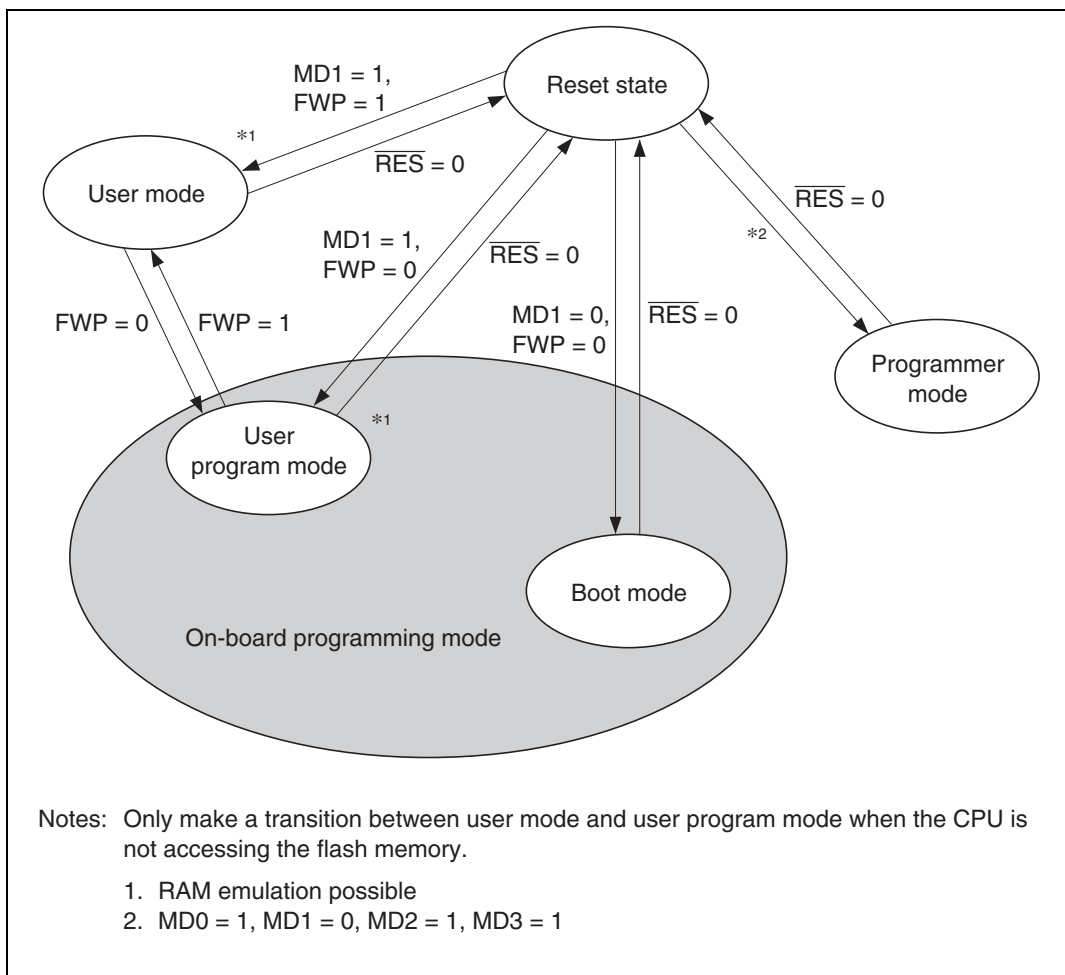 Reset state
MD1 = 1,
FWP = 1
*1
RES = 0
User mode
MD1 = 1,
FWP = 0
RES = 0
RES = 0
*2
FWP = 0
FWP = 1
MD1 = 0,
FWP = 0
RES = 0
Programmer
mode
User
program mode
*1
Boot mode
On-board programming mode
Notes: Only make a transition between user mode and user program mode when the CPU is
not accessing the flash memory.
1. RAM emulation possible
2. MD0 = 1, MD1 = 0, MD2 = 1, MD3 = 1